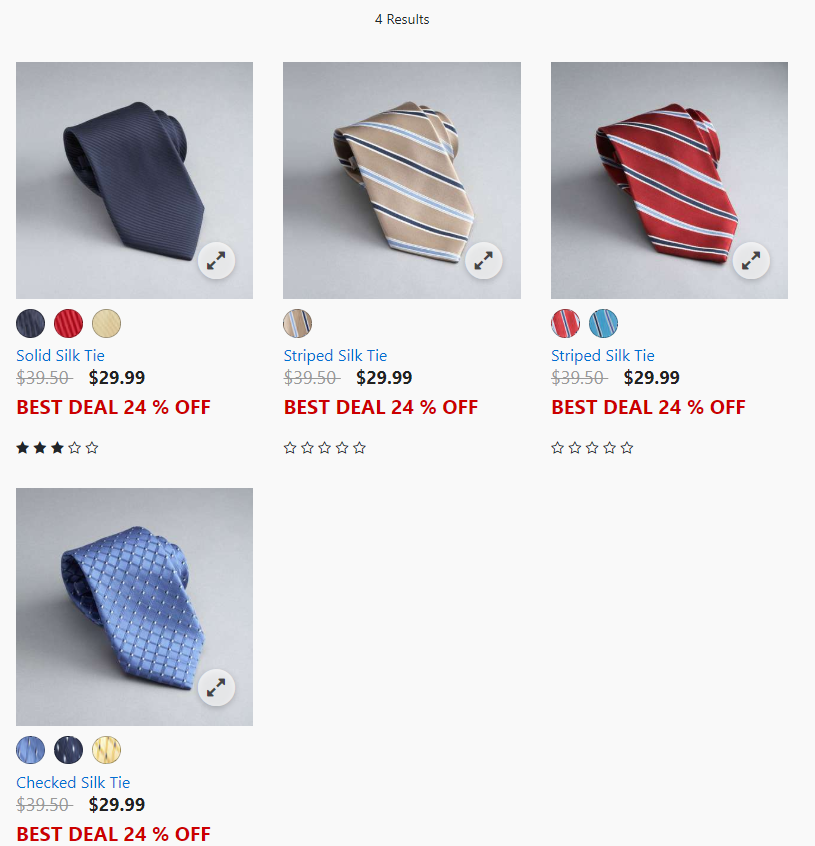 4 Results
Solid Silk Tie
$39.50 $29.99
BEST DEAL 24 % OFF
Striped Silk Tie
$39.50 $29.99
BEST DEAL 24 % OFF
Striped Silk Tie
$39.50 $29.99
BEST DEAL 24 % OFF
Checked Silk Tie
$39.50 $29.99
BEST DEAL 24 % OFF